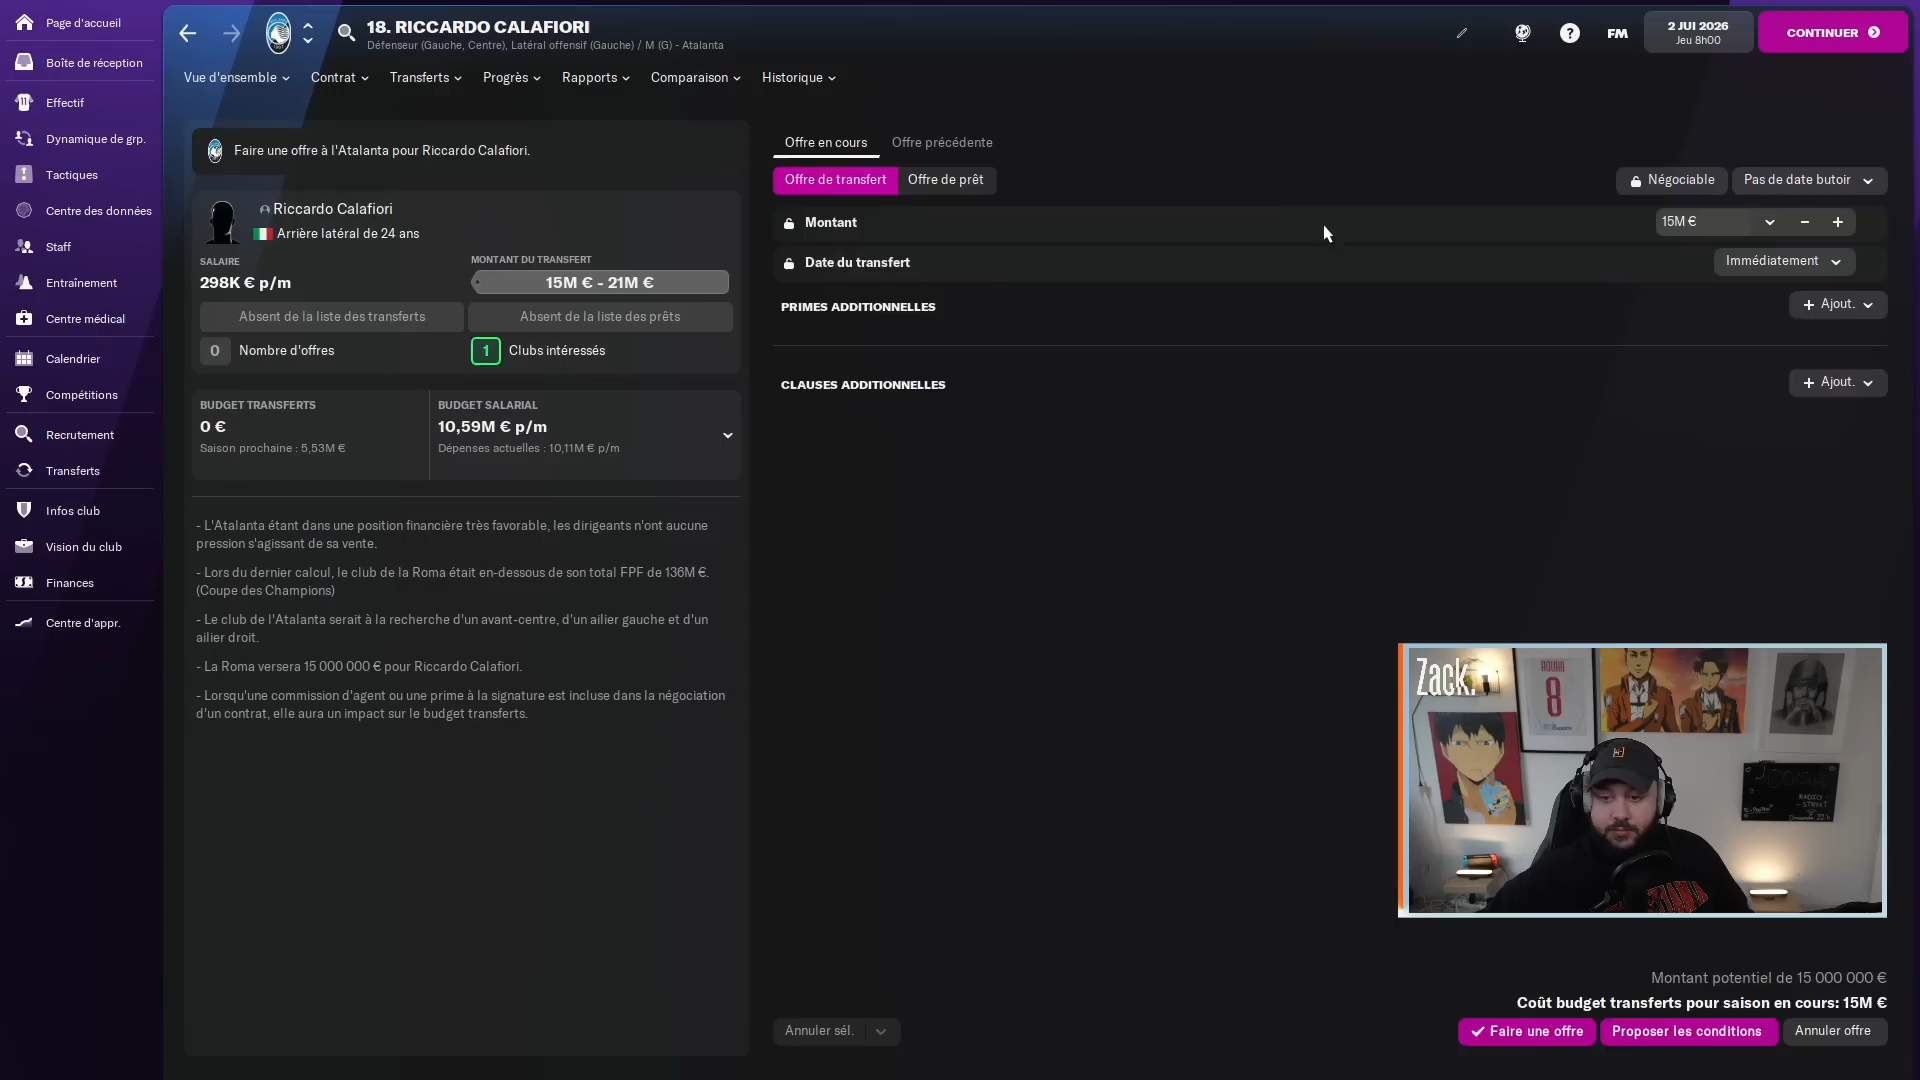 Page d'accueil
Boîte de réception
Effectif
Dynamique de grp.
Tactiques
Centre des données
Staff
Entraînement
Centre médical
Calendrier
Compétitions
Recrutement
Transferts
Infos club
Vision du club
Finances
Centre d'appr.
18. RICCARDO CALAFIORI
Défenseur (Gauche, Centre), Latéral offensif (Gauche) / M (G) - Atalanta
FM
2 JUI 2026
Jeu 8h00
CONTINUER
Vue d'ensemble
Contrat
Transferts
Progrès
Rapports
Comparaison
Historique
Faire une offre à l'Atalanta pour Riccardo Calafiori.
Riccardo Calafiori
Arrière latéral de 24 ans
SALAIRE
298K € p/m
MONTANT DU TRANSFERT
15M € - 21M €
Absent de la liste des transferts
Absent de la liste des prêts
0 Nombre d'offres
1 Clubs intéressés
BUDGET TRANSFERTS
0 €
Saison prochaine : 5,53M €
BUDGET SALARIAL
10,59M € p/m
Dépenses actuelles : 10,11M € p/m
- L'Atalanta étant dans une position financière très favorable, les dirigeants n'ont aucune
pression s'agissant de sa vente.
- Lors du dernier calcul, le club de la Roma était en-dessous de son total FPF de 136M €.
(Coupe des Champions)
- Le club de l'Atalanta serait à la recherche d'un avant-centre, d'un ailier gauche et d'un
ailier droit.
- La Roma versera 15 000 000 € pour Riccardo Calafiori.
- Lorsqu'une commission d'agent ou une prime à la signature est incluse dans la négociation
d'un contrat, elle aura un impact sur le budget transferts.
Offre en cours
Offre précédente
Offre de transfert
Offre de prêt
Négociable
Pas de date butoir
Montant
15M €
Date du transfert
Immédiatement
PRIMES ADDITIONNELLES
Ajout.
CLAUSES ADDITIONNELLES
Ajout.
Zack.
8
RADIO -
STREET
Montant potentiel de 15 000 000 €
Coût budget transferts pour saison en cours: 15M €
Annuler sél.
Faire une offre
Proposer les conditions
Annuler offre